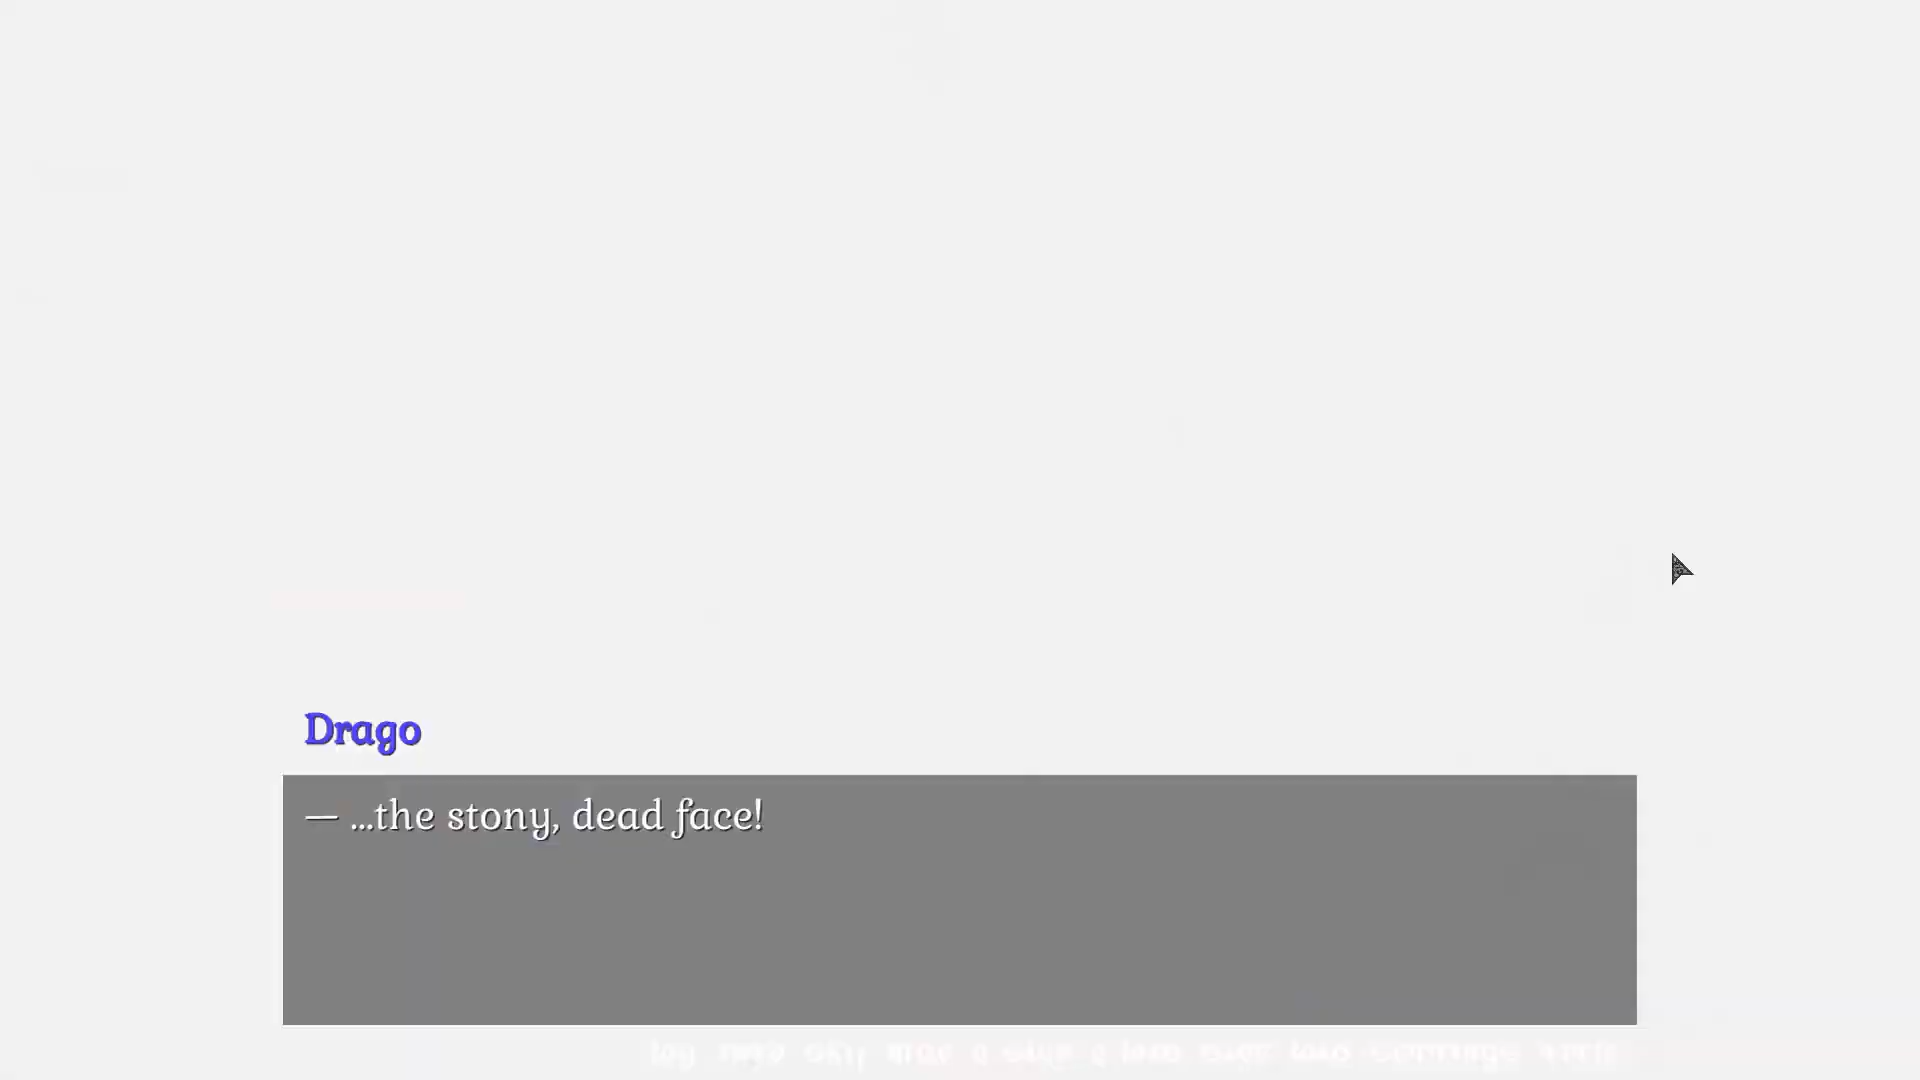 Drago
— ...the stony, dead face!